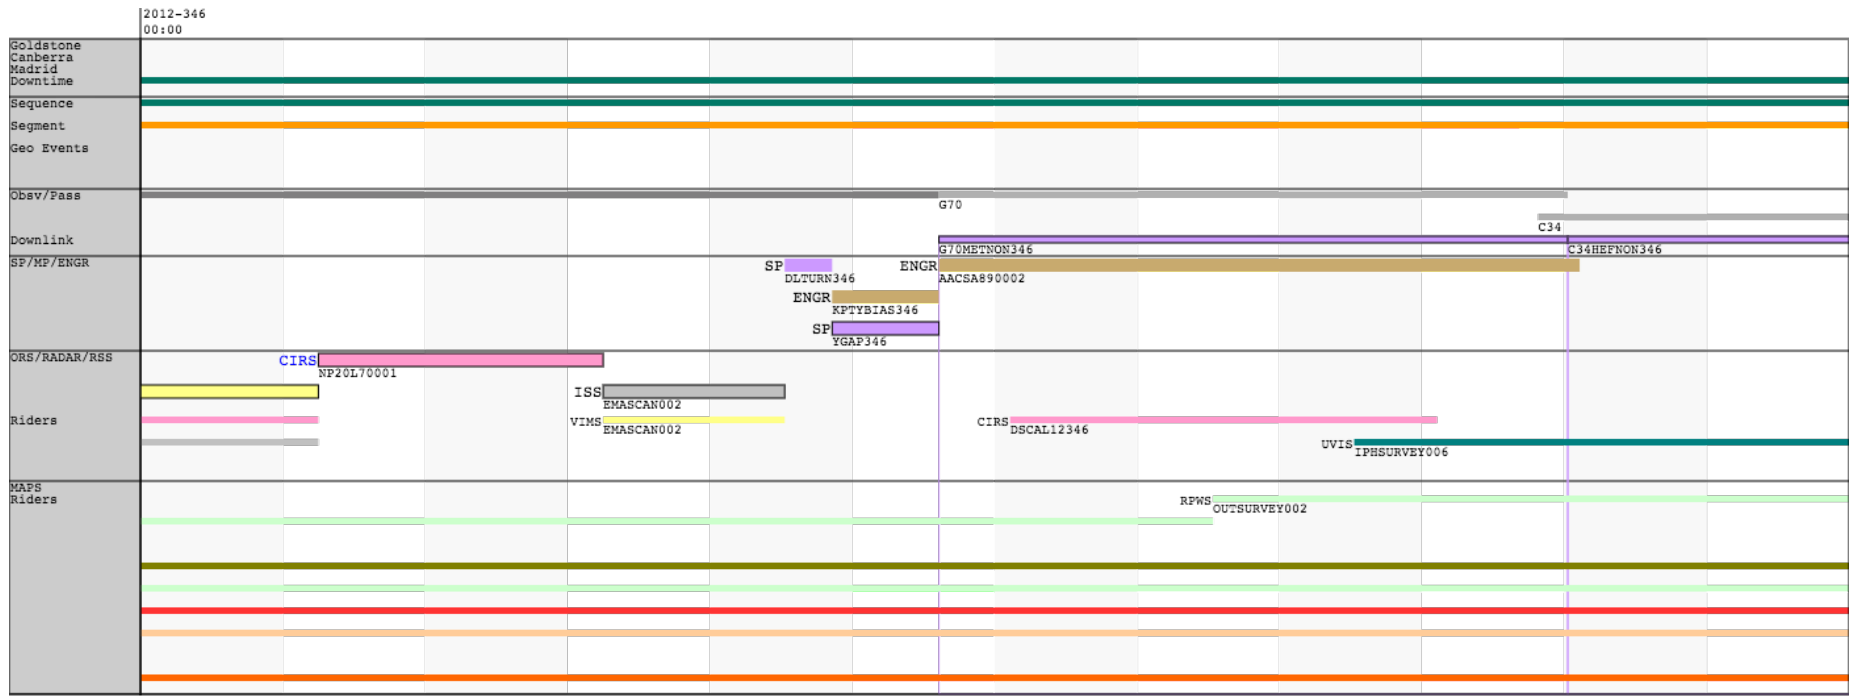 2012-346
00:00
Goldstone
Canberra
Madrid
Downtime
Sequence
Segment
Geo Events
Obsv/Pass
G70
C34
Downlink
G70METNON346 C34HEFNON346
SP/MP/ENGR SP ENGR
DLTURN346 AACSA890002
ENGR
KPTYBIAS346
SP
YGAP346
ORS/RADAR/RSS CIRS
NP20L70001
ISS
EMASCAN002
Riders VIMS CIRS
EMASCAN002 DSCAL12346
UVIS
IPHSURVEY006
MAPS
Riders RPWS
OUTSURVEY002